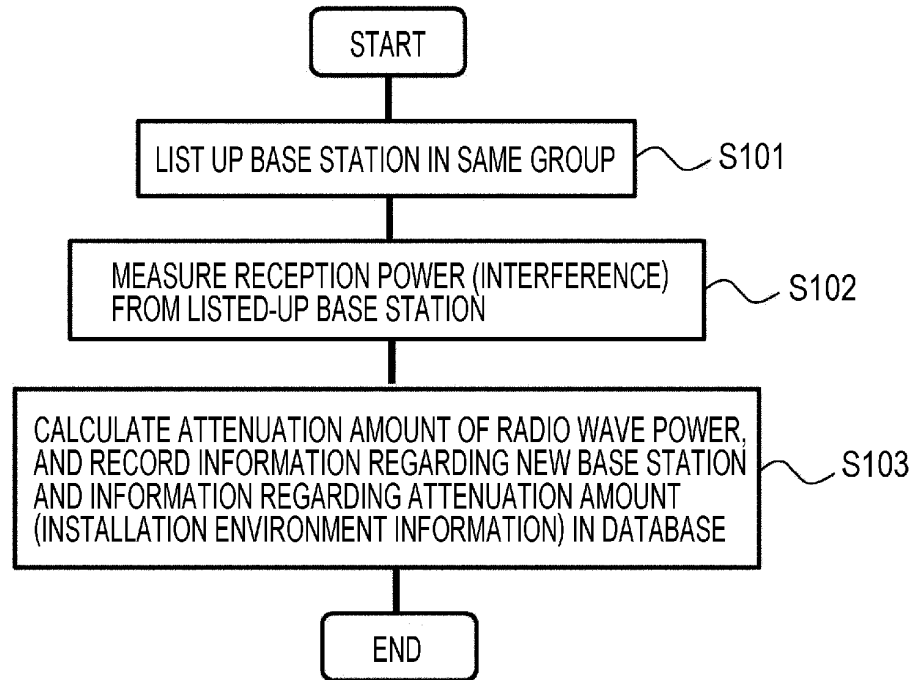 START
LIST UP BASE STATION IN SAME GROUP
S101
MEASURE RECEPTION POWER (INTERFERENCE)
FROM LISTED-UP BASE STATION
S102
CALCULATE ATTENUATION AMOUNT OF RADIO WAVE POWER,
AND RECORD INFORMATION REGARDING NEW BASE STATION
AND INFORMATION REGARDING ATTENUATION AMOUNT
(INSTALLATION ENVIRONMENT INFORMATION) IN DATABASE
S103
END